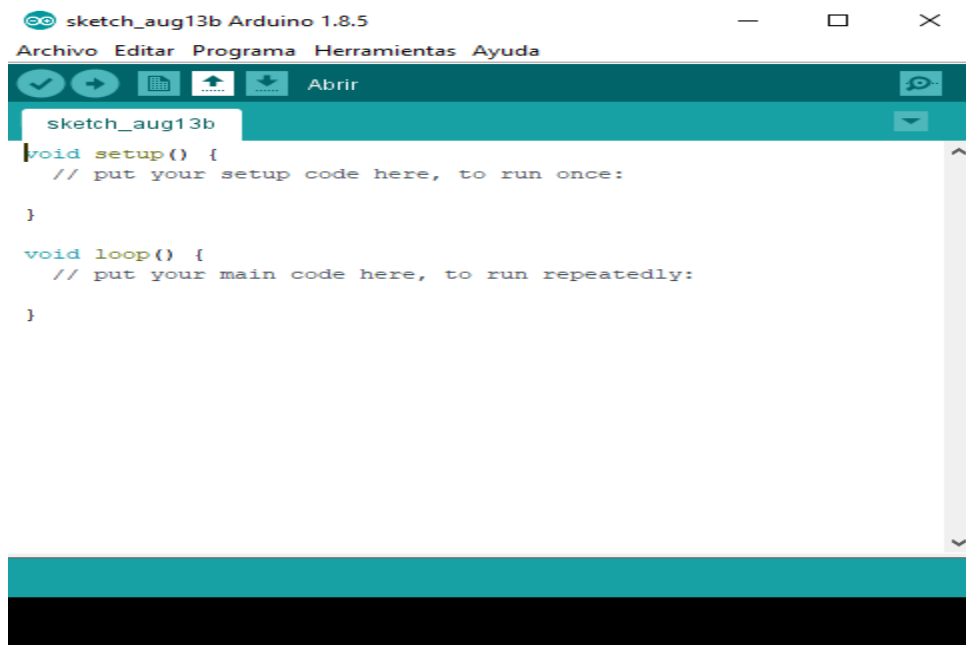 sketch_aug13b Arduino 1.8.5
Archivo Editar Programa Herramientas Ayuda
Abrir
sketch_aug13b
void setup() {
  // put your setup code here, to run once:
}
void loop() {
  // put your main code here, to run repeatedly:
}